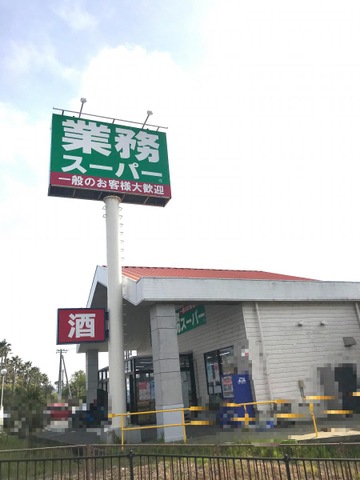 業務
スーパー
一般のお客様大歓迎
酒
スーパー